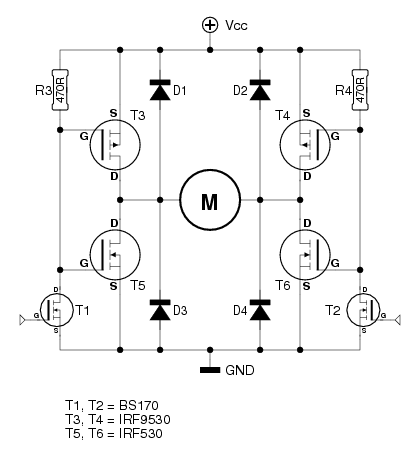 Vcc
R3
470R
D1
D2
R4
470R
S
T3
G
D
S
T4
G
D
M
D
G
T5
S
D
G
T6
S
D
G
T1
S
D3
D4
D
T2
G
S
GND
T1, T2 = BS170
T3, T4 = IRF9530
T5, T6 = IRF530